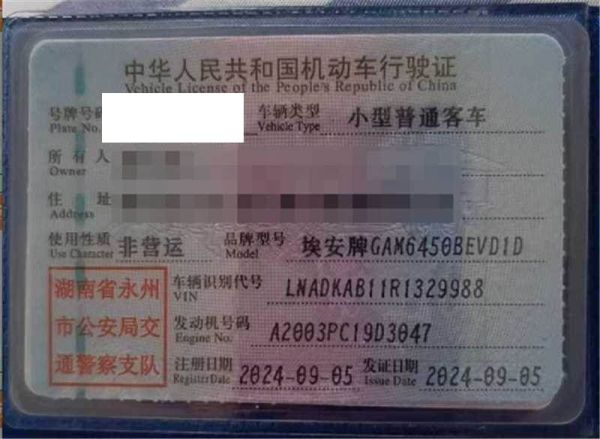 中华人民共和国机动车行驶证
Vehicle License of the People's Republic of China
号牌号码 车辆类型 小型普通客车
Plate No. Vehicle Type
所有人
Owner
住址
Address
使用性质 非营运 品牌型号 埃安牌GAM6450BEVD1D
Use Character Model
湖南省永州
市公安局交
通警察支队
车辆识别代号 LNADKAB11R1329988
VIN
发动机号码 A2003PC19D3047
Engine No.
注册日期 2024-09-05 发证日期 2024-09-05
Register Date Issue Date